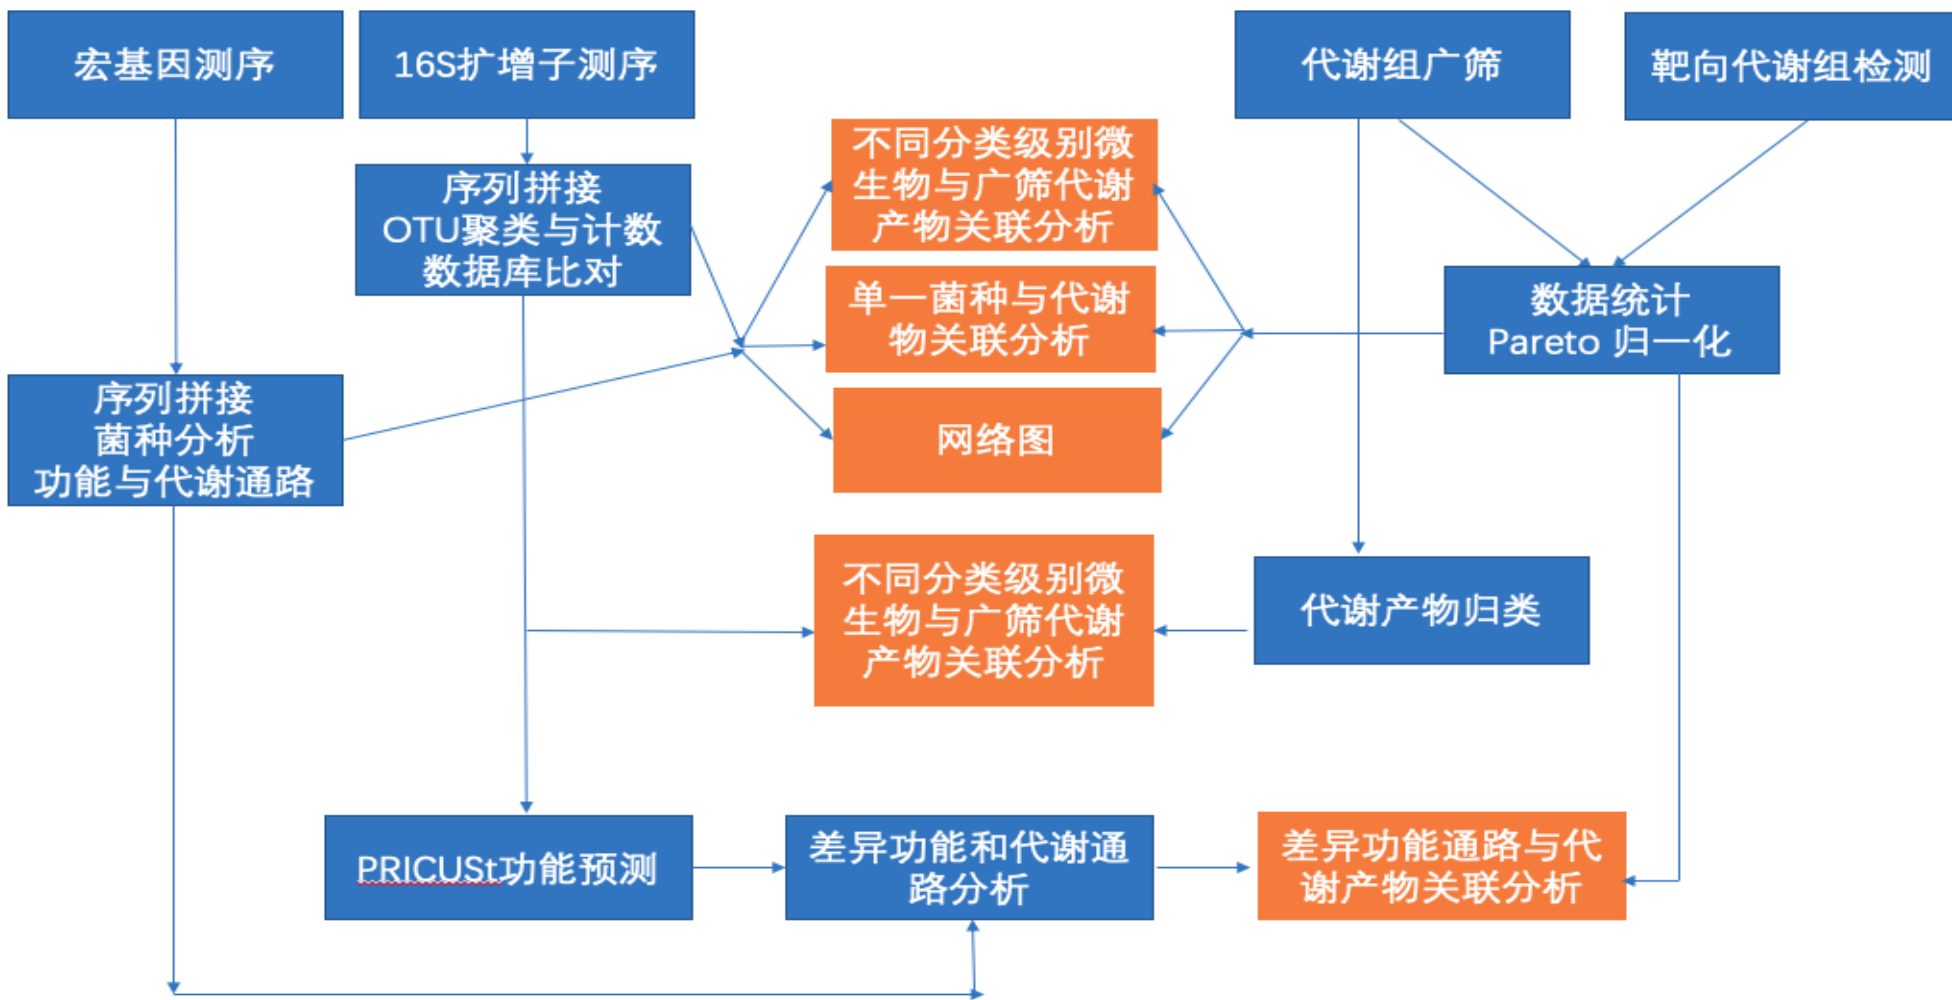 宏基因测序
16S扩增子测序
代谢组广筛
靶向代谢组检测
不同分类级别微
生物与广筛代谢
产物关联分析
序列拼接
OTU聚类与计数
数据库比对
单一菌种与代谢
物关联分析
数据统计
Pareto 归一化
序列拼接
菌种分析
功能与代谢通路
网络图
不同分类级别微
生物与广筛代谢
产物关联分析
代谢产物归类
PRICUSt功能预测
差异功能和代谢通
路分析
差异功能通路与代
谢产物关联分析